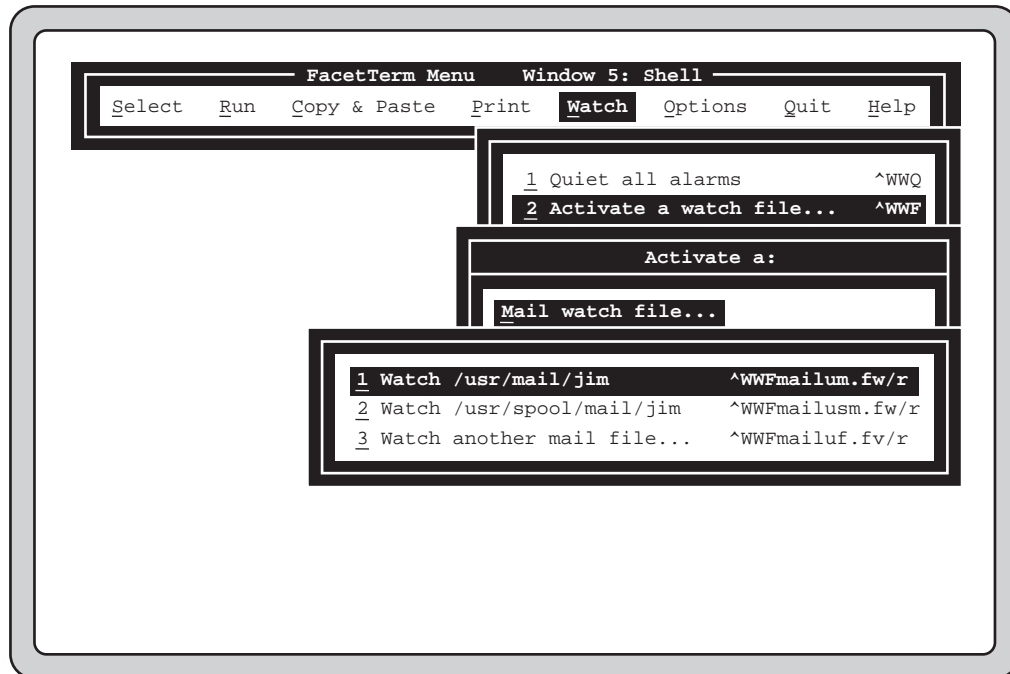 FacetTerm Menu Window 5: Shell
Select Run Copy & Paste Print Watch Options Quit Help
1 Quiet all alarms ^WWQ
2 Activate a watch file... ^WWF
Activate a:
Mail watch file...
1 Watch /usr/mail/jim ^WWFmailum.fw/r
2 Watch /usr/spool/mail/jim ^WWFmailusm.fw/r
3 Watch another mail file... ^WWFmailuf.fv/r